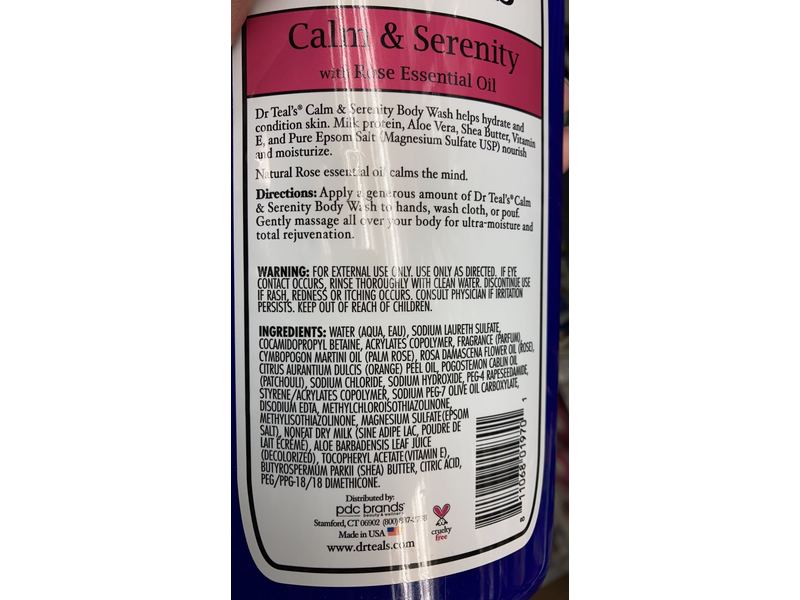 Calm & Serenity
with Rose Essential Oil
Dr Teal's® Calm & Serenity Body Wash helps hydrate and
condition skin. Milk protein, Aloe Vera, Shea Butter, Vitamin
E, and Pure Epsom Salt (Magnesium Sulfate USP) nourish
and moisturize.
Natural Rose essential oil calms the mind.
Directions: Apply a generous amount of Dr Teal's® Calm
& Serenity Body Wash to hands, wash cloth, or pouf.
Gently massage all over your body for ultra-moisture and
total rejuvenation.
WARNING: FOR EXTERNAL USE ONLY. USE ONLY AS DIRECTED. IF EYE
CONTACT OCCURS, RINSE THOROUGHLY WITH CLEAN WATER. DISCONTINUE USE
IF RASH, REDNESS OR ITCHING OCCURS. CONSULT PHYSICIAN IF IRRITATION
PERSISTS. KEEP OUT OF REACH OF CHILDREN.
INGREDIENTS: WATER (AQUA, EAU), SODIUM LAURETH SULFATE,
COCAMIDOPROPYL BETAINE, ACRYLATES COPOLYMER, FRAGRANCE (PARFUM),
CYMBOPOGON MARTINI OIL (PALM ROSE), ROSA DAMASCENA FLOWER OIL (ROSE),
CITRUS AURANTIUM DULCIS (ORANGE) PEEL OIL, POGOSTEMON CABLIN OIL
(PATCHOULI), SODIUM CHLORIDE, SODIUM HYDROXIDE, PEG-4 RAPESEEDAMIDE,
STYRENE/ACRYLATES COPOLYMER, SODIUM PEG-7 OLIVE OIL CARBOXYLATE,
DISODIUM EDTA, METHYLCHLOROISOTHIAZOLINONE,
METHYLISOTHIAZOLINONE, MAGNESIUM SULFATE (EPSOM
SALT), NONFAT DRY MILK (SINE ADIPE LAC, POUDRE DE
LAIT ÉCRÉMÉ), ALOE BARBADENSIS LEAF JUICE
(DECOLORIZED), TOCOPHERYL ACETATE (VITAMIN E),
BUTYROSPERMUM PARKII (SHEA) BUTTER, CITRIC ACID,
PEG/PPG-18/18 DIMETHICONE.
Distributed by:
pdc brands
beauty & wellness
Stamford, CT 06902 (800)
Made in USA
www.drteals.com
cruelty
free
8 11068 01970 1